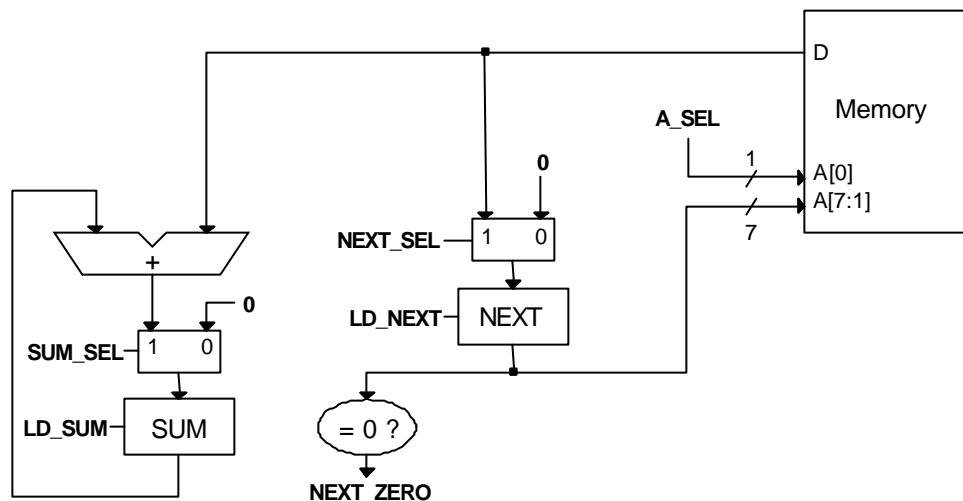 D
Memory
A_SEL
1
A[0]
0
A[7:1]
7
NEXT_SEL
1 0
+
0
LD_NEXT
NEXT
SUM_SEL
1 0
LD_SUM
SUM
= 0 ?
NEXT_ZERO